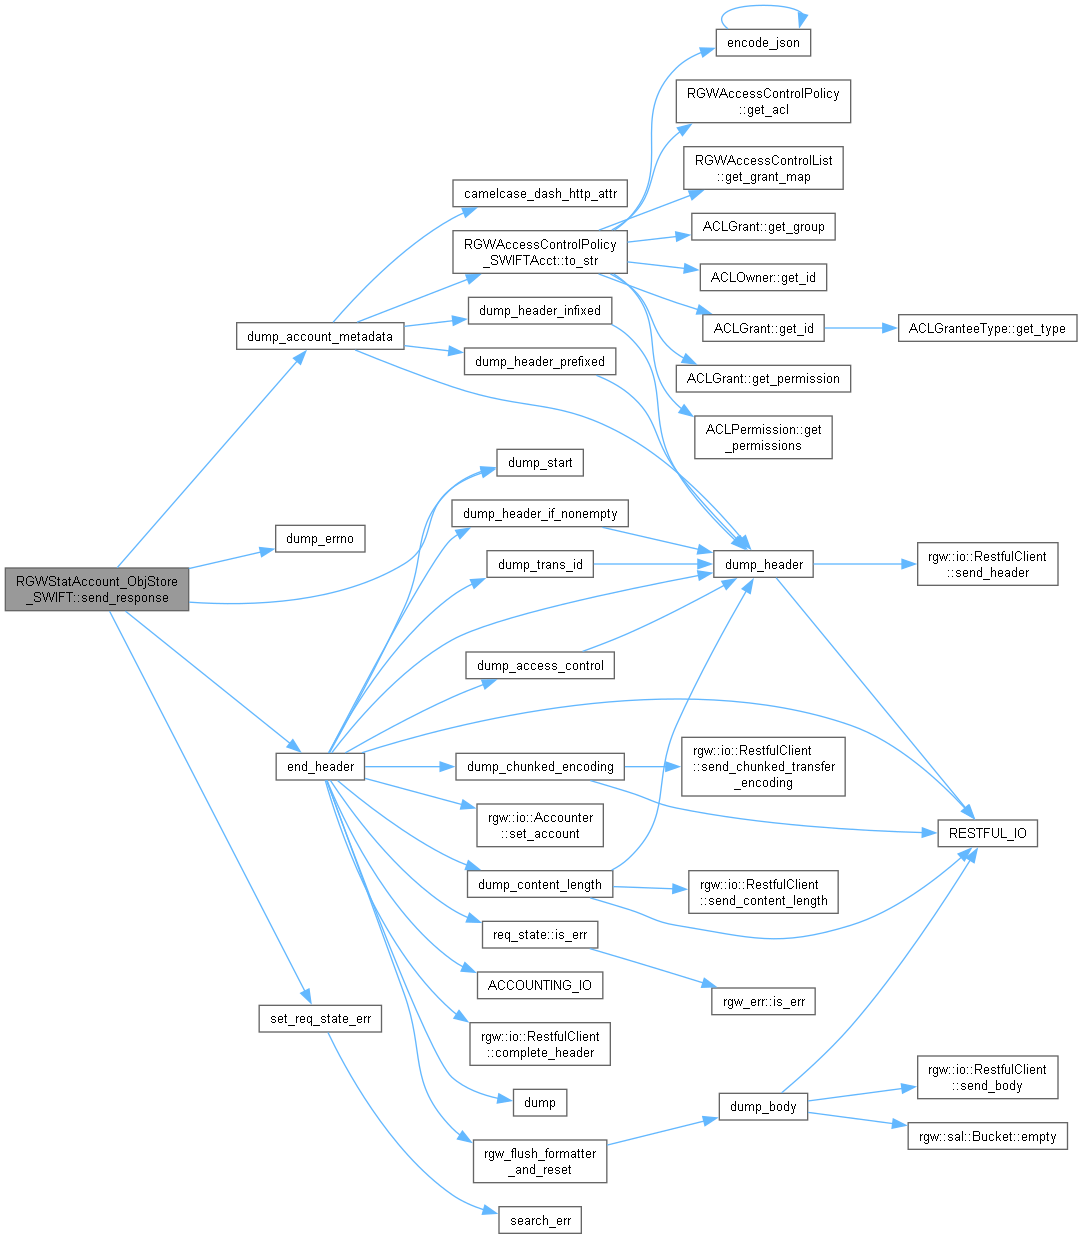 encode_json
RGWAccessControlPolicy
::get_acl
RGWAccessControlList
::get_grant_map
camelcase_dash_http_attr
ACLGrant::get_group
RGWAccessControlPolicy
_SWIFTAcct::to_str
ACLOwner::get_id
dump_header_infixed
ACLGrant::get_id
ACLGranteeType::get_type
dump_account_metadata
dump_header_prefixed
ACLGrant::get_permission
ACLPermission::get
_permissions
dump_start
dump_header_if_nonempty
dump_errno
dump_trans_id
dump_header
rgw::io::RestfulClient
::send_header
RGWStatAccount_ObjStore
_SWIFT::send_response
dump_access_control
end_header
dump_chunked_encoding
rgw::io::RestfulClient
::send_chunked_transfer
_encoding
rgw::io::Accounter
::set_account
RESTFUL_IO
dump_content_length
rgw::io::RestfulClient
::send_content_length
req_state::is_err
ACCOUNTING_IO
rgw_err::is_err
set_req_state_err
rgw::io::RestfulClient
::complete_header
rgw::io::RestfulClient
::send_body
dump
dump_body
rgw::sal::Bucket::empty
rgw_flush_formatter
_and_reset
search_err